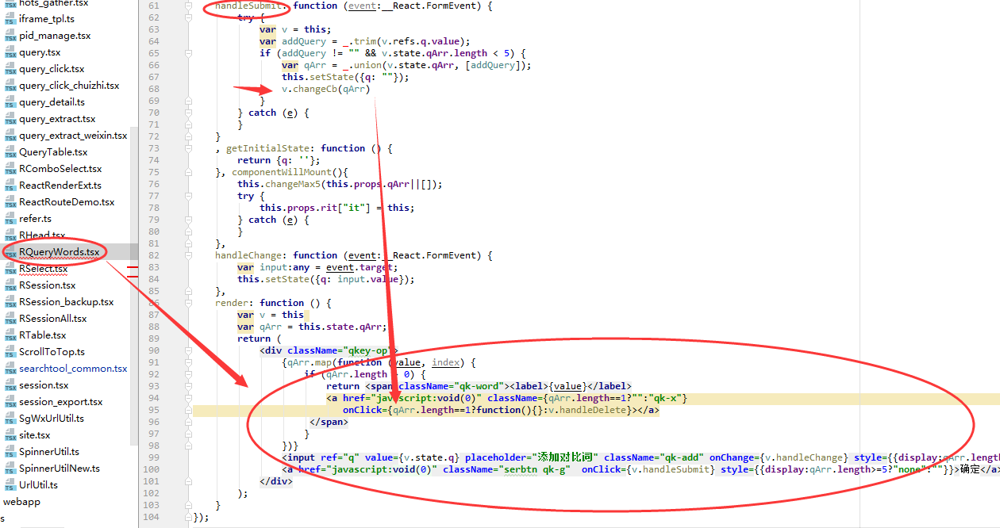 hots_gather.tsx
iframe_tpl.ts
pid_manage.tsx
query.tsx
query_click.tsx
query_click_chuizhi.tsx
query_detail.ts
query_extract.tsx
query_extract_weixin.tsx
QueryTable.tsx
RComboSelect.tsx
ReactRenderExt.ts
ReactRouteDemo.tsx
refer.ts
RHead.tsx
RQueryWords.tsx
RSelect.tsx
RSession.tsx
RSession_backup.tsx
RSessionAll.tsx
RTable.tsx
ScrollToTop.ts
searchtool_common.tsx
session.tsx
session_export.tsx
SgWxUrlUtil.ts
site.tsx
SpinnerUtil.ts
SpinnerUtilNew.ts
UrlUtil.ts
webapp
s
61 handleSubmit: function (event:__React.FormEvent) {
62 try {
63 var v = this;
64 var addQuery = _.trim(v.refs.q.value);
65 if (addQuery != "" && v.state.qArr.length < 5) {
66 var qArr = _.union(v.state.qArr, [addQuery]);
67 this.setState({q: ""});
68 v.changeCb(qArr)
69 }
70 } catch (e) {
71 }
72 }
73 , getInitialState: function () {
74 return {q: ''};
75 }, componentWillMount(){
76 this.changeMax5(this.props.qArr||[]);
77 try {
78 this.props.rit["it"] = this;
79 } catch (e) {
80 }
81 },
82 handleChange: function (event:__React.FormEvent) {
83 var input:any = event.target;
84 this.setState({q: input.value});
85 },
86 render: function () {
87 var v = this
88 var qArr = this.state.qArr;
89 return (
90 <div className="qkey-op">
91 {qArr.map(function (value, index) {
92 if (qArr.length > 0) {
93 return <span className="qk-word"><label>{value}</label>
94 <a href="javascript:void(0)" className={qArr.length==1?"":"qk-x"}
95 onClick={qArr.length==1?function(){}:v.handleDelete}></a>
96 </span>
97 }
98 })}
99 <input ref="q" value={v.state.q} placeholder="添加对比词" className="qk-add" onChange={v.handleChange} style={{display:qArr.leng
100 <a href="javascript:void(0)" className="serbtn qk-g" onClick={v.handleSubmit} style={{display:qArr.length>=5?"none":""}}>确定</a>
101 </div>
102 );
103 }
104 });